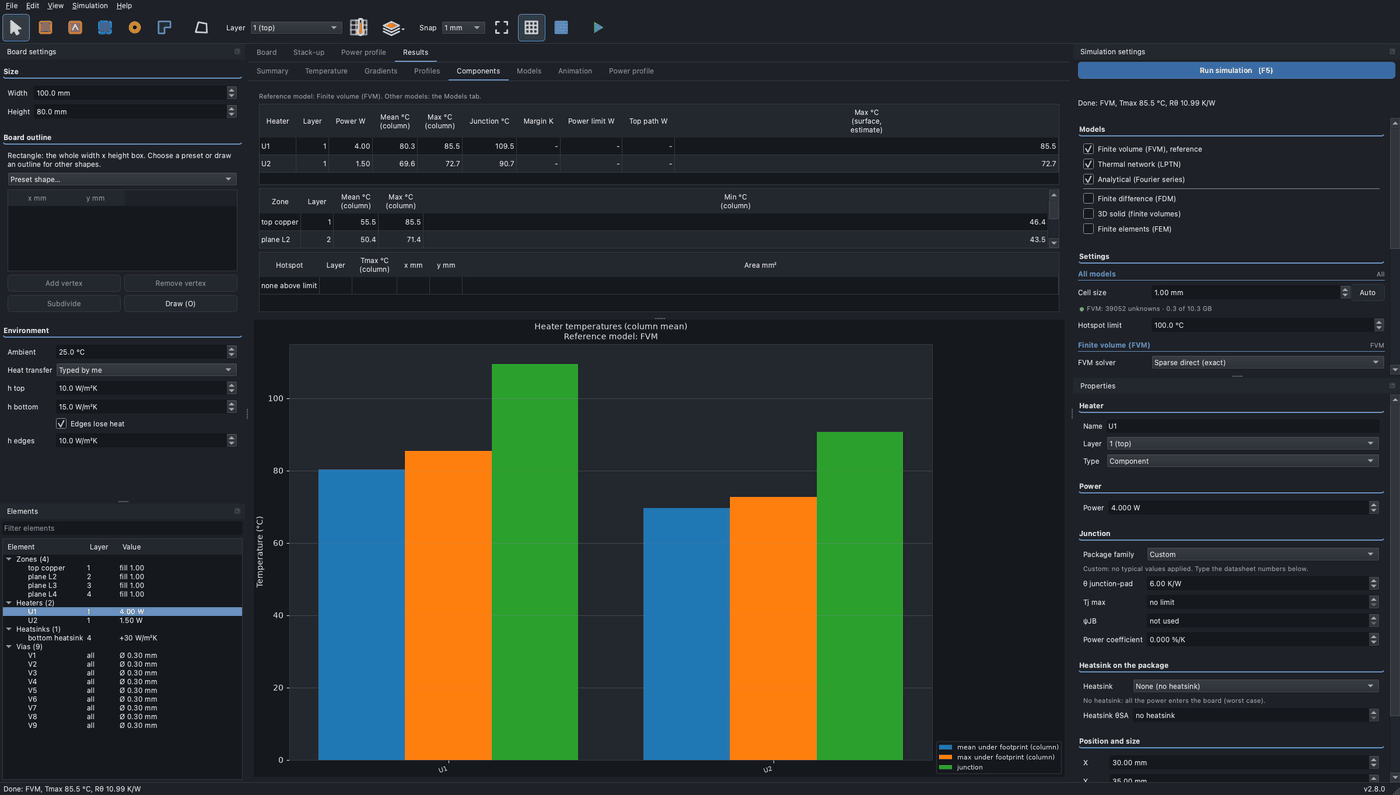 File Edit View Simulation Help
Layer 1 (top) Snap 1 mm
Board settings
Size
Width 100.0 mm
Height 80.0 mm
Board outline
Rectangle: the whole width x height box. Choose a preset or draw
an outline for other shapes.
Preset shape...
x mm y mm
Add vertex Remove vertex
Subdivide Draw (O)
Environment
Ambient 25.0 °C
Heat transfer Typed by me
h top 10.0 W/m²K
h bottom 15.0 W/m²K
Edges lose heat
h edges 10.0 W/m²K
Elements
Filter elements
Element Layer Value
Zones (4)
top copper 1 fill 1.00
plane L2 2 fill 1.00
plane L3 3 fill 1.00
plane L4 4 fill 1.00
Heaters (2)
U1 1 4.00 W
U2 1 1.50 W
Heatsinks (1)
bottom heatsink 4 +30 W/m²K
Vias (9)
V1 all Ø 0.30 mm
V2 all Ø 0.30 mm
V3 all Ø 0.30 mm
V4 all Ø 0.30 mm
V5 all Ø 0.30 mm
V6 all Ø 0.30 mm
V7 all Ø 0.30 mm
V8 all Ø 0.30 mm
V9 all Ø 0.30 mm
Board Stack-up Power profile Results
Summary Temperature Gradients Profiles Components Models Animation Power profile
Reference model: Finite volume (FVM). Other models: the Models tab.
Heater Layer Power W Mean °C (column) Max °C (column) Junction °C Margin K Power limit W Top path W Max °C (surface, estimate)
U1 1 4.00 80.3 85.5 109.5 - - - 85.5
U2 1 1.50 69.6 72.7 90.7 - - - 72.7
Zone Layer Mean °C (column) Max °C (column) Min °C (column)
top copper 1 55.5 85.5 46.4
plane L2 2 50.4 71.4 43.5
Hotspot Layer Tmax °C (column) x mm y mm Area mm²
none above limit
Heater temperatures (column mean)
Reference model: FVM
Temperature (°C)
100
80
60
40
20
0
U1 U2
mean under footprint (column)
max under footprint (column)
junction
Simulation settings
Run simulation (F5)
Done: FVM, Tmax 85.5 °C, Rθ 10.99 K/W
Models
Finite volume (FVM), reference
Thermal network (LPTN)
Analytical (Fourier series)
Finite difference (FDM)
3D solid (finite volumes)
Finite elements (FEM)
Settings
All models All
Cell size 1.00 mm Auto
FVM: 39052 unknowns · 0.3 of 10.3 GB
Hotspot limit 100.0 °C
Finite volume (FVM) FVM
FVM solver Sparse direct (exact)
Properties
Heater
Name U1
Layer 1 (top)
Type Component
Power
Power 4.000 W
Junction
Package family Custom
Custom: no typical values applied. Type the datasheet numbers below.
θ junction-pad 6.00 K/W
Tj max no limit
ψJB not used
Power coefficient 0.000 %/K
Heatsink on the package
Heatsink None (no heatsink)
No heatsink: all the power enters the board (worst case).
Heatsink θSA no heatsink
Position and size
X 30.00 mm
Y 35.00 mm
Done: FVM, Tmax 85.5 °C, Rθ 10.99 K/W v2.8.0